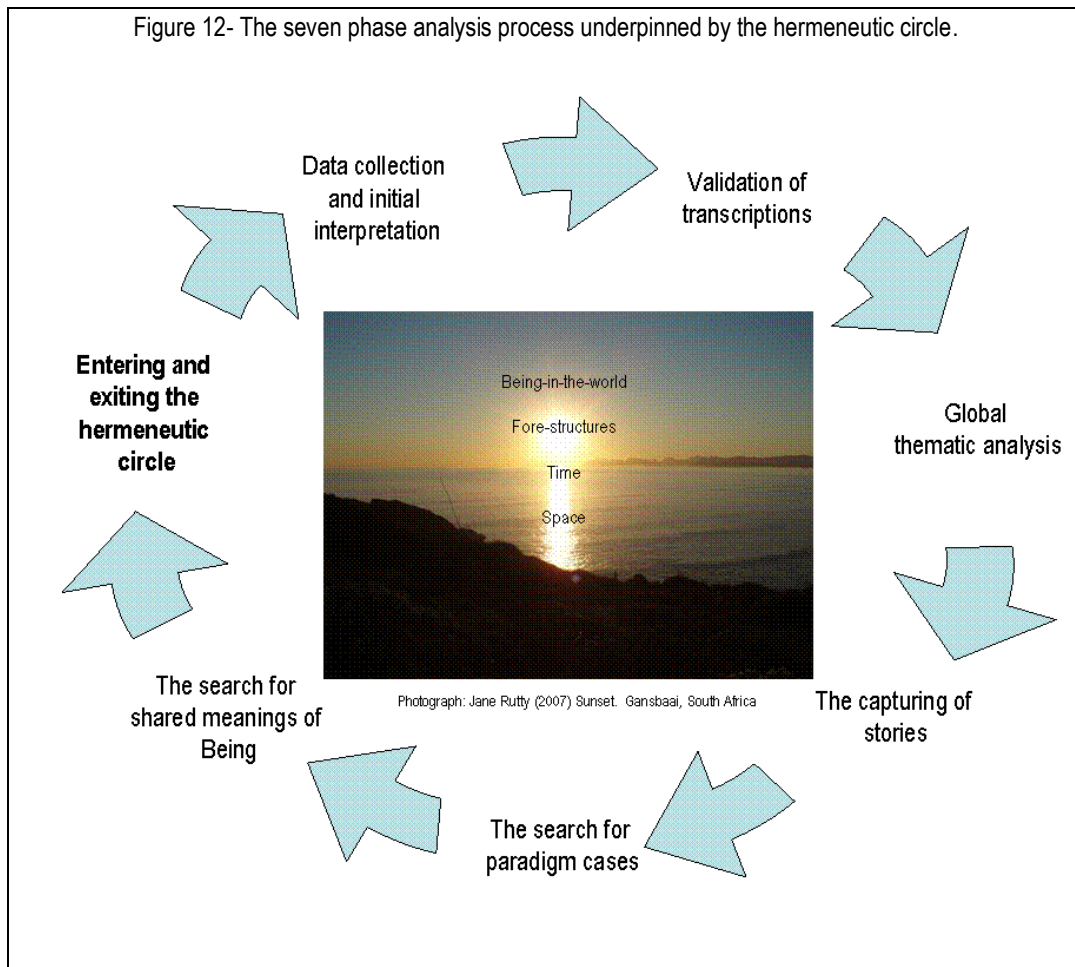 Figure 12- The seven phase analysis process underpinned by the hermeneutic circle.
Data collection
and initial
interpretation
Validation of
transcriptions
Global
thematic analysis
The capturing of
stories
The search for
paradigm cases
The search for
shared meanings of
Being
Entering and
exiting the
hermeneutic
circle
Being-in-the-world
Fore-structures
Time
Space
Photograph: Jane Rutty (2007) Sunset. Gansbaai, South Africa